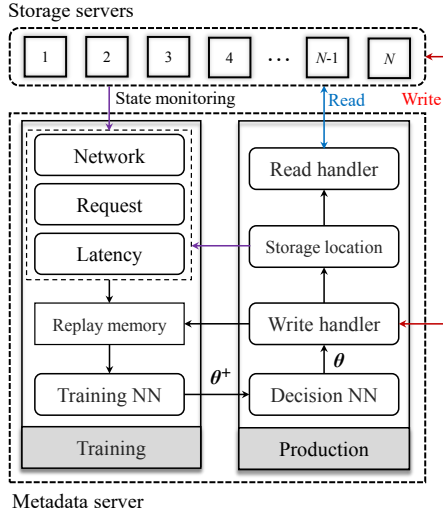 Storage servers
1 2 3 4 ... N-1 N
State monitoring Read Write
Network Read handler
Request
Latency Storage location
Replay memory Write handler
θ⁺ θ
Training NN Decision NN
Training Production
Metadata server